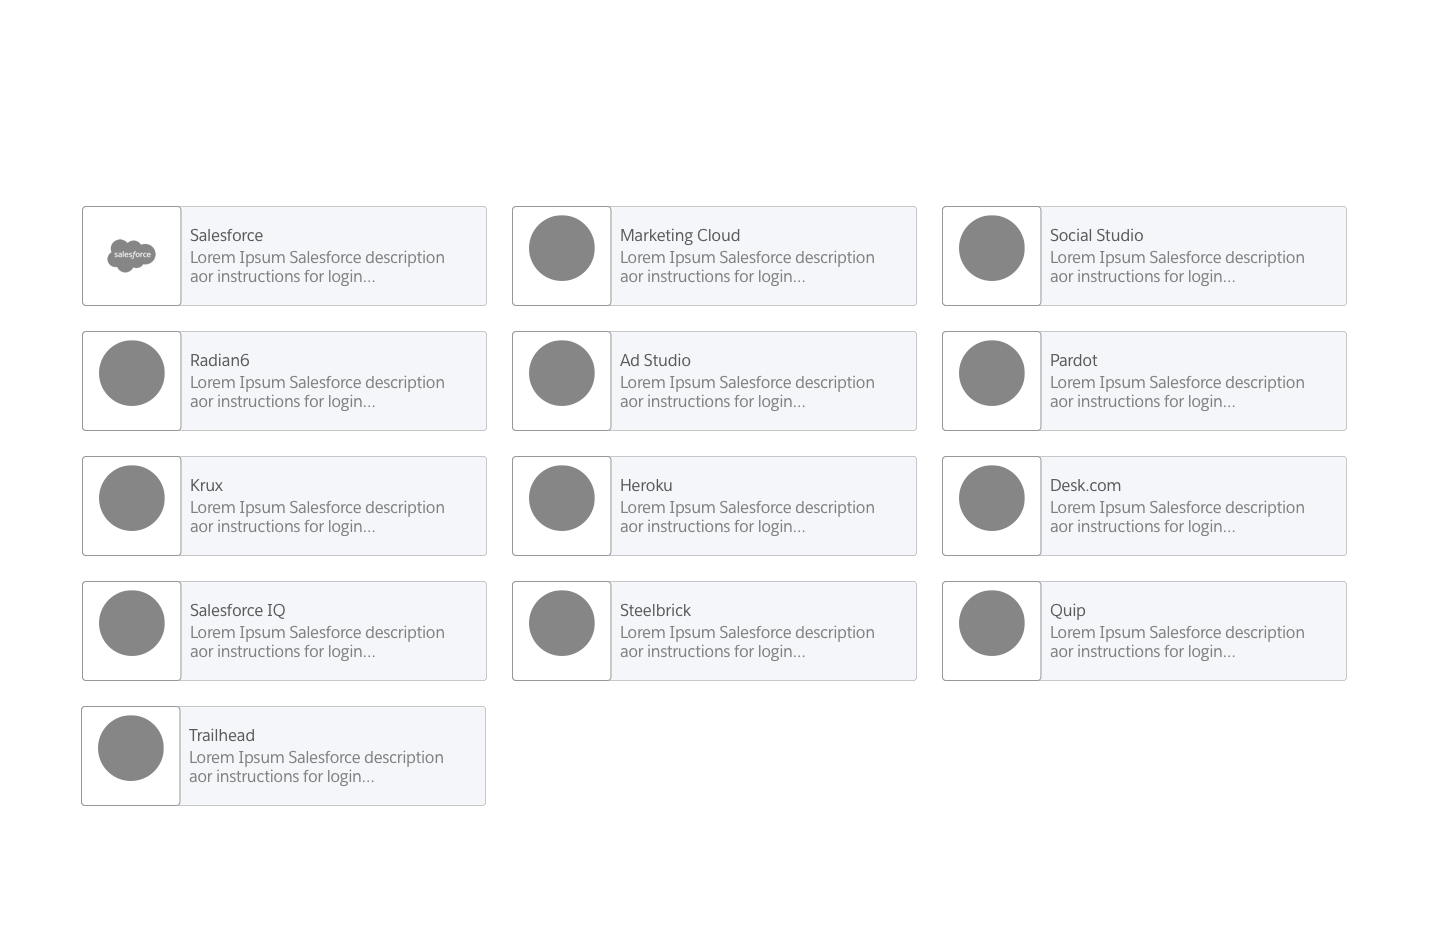 salesforce
Salesforce
Lorem Ipsum Salesforce description
aor instructions for login...
Marketing Cloud
Lorem Ipsum Salesforce description
aor instructions for login...
Social Studio
Lorem Ipsum Salesforce description
aor instructions for login...
Radian6
Lorem Ipsum Salesforce description
aor instructions for login...
Ad Studio
Lorem Ipsum Salesforce description
aor instructions for login...
Pardot
Lorem Ipsum Salesforce description
aor instructions for login...
Krux
Lorem Ipsum Salesforce description
aor instructions for login...
Heroku
Lorem Ipsum Salesforce description
aor instructions for login...
Desk.com
Lorem Ipsum Salesforce description
aor instructions for login...
Salesforce IQ
Lorem Ipsum Salesforce description
aor instructions for login...
Steelbrick
Lorem Ipsum Salesforce description
aor instructions for login...
Quip
Lorem Ipsum Salesforce description
aor instructions for login...
Trailhead
Lorem Ipsum Salesforce description
aor instructions for login...